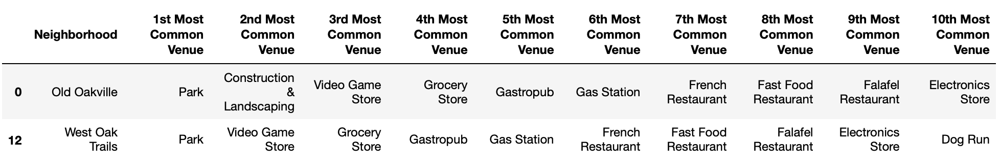 Neighborhood 1st Most Common Venue 2nd Most Common Venue 3rd Most Common Venue 4th Most Common Venue 5th Most Common Venue 6th Most Common Venue 7th Most Common Venue 8th Most Common Venue 9th Most Common Venue 10th Most Common Venue
0 Old Oakville Park Construction & Landscaping Video Game Store Grocery Store Gastropub Gas Station French Restaurant Fast Food Restaurant Falafel Restaurant Electronics Store
12 West Oak Trails Park Video Game Store Grocery Store Gastropub Gas Station French Restaurant Fast Food Restaurant Falafel Restaurant Electronics Store Dog Run